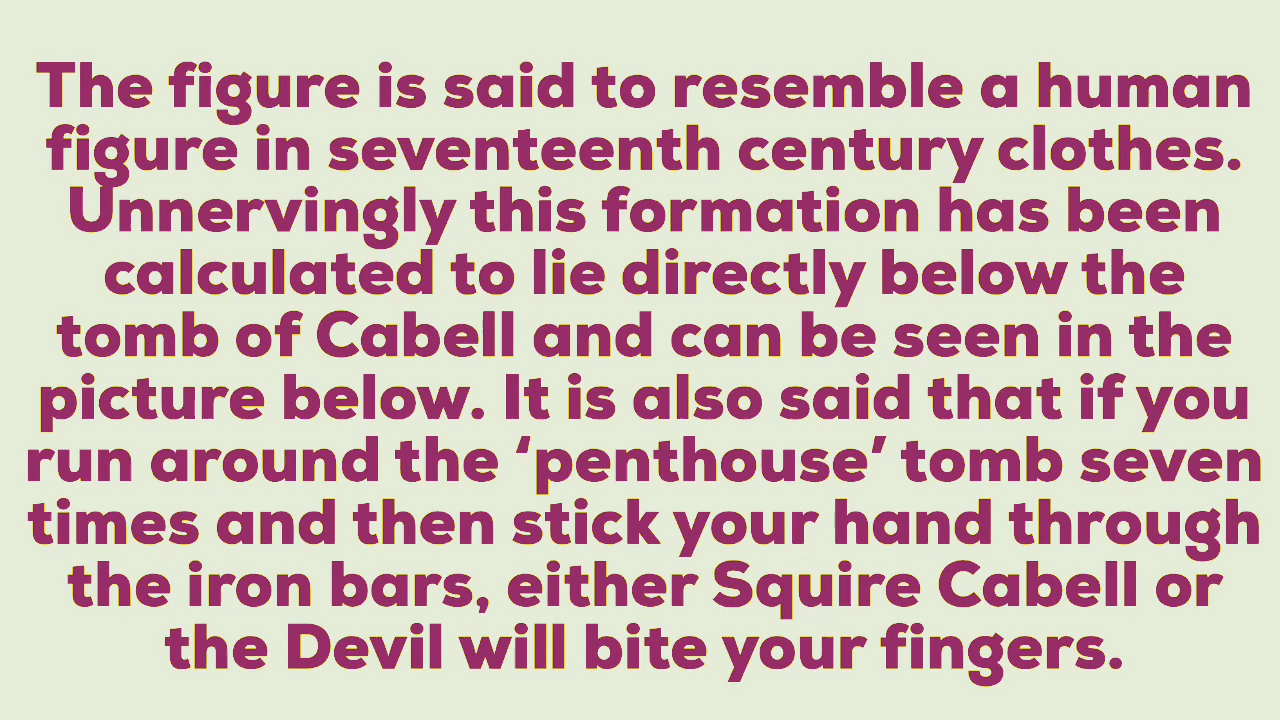 The figure is said to resemble a human
figure in seventeenth century clothes.
Unnervingly this formation has been
calculated to lie directly below the
tomb of Cabell and can be seen in the
picture below. It is also said that if you
run around the ‘penthouse’ tomb seven
times and then stick your hand through
the iron bars, either Squire Cabell or
the Devil will bite your fingers.